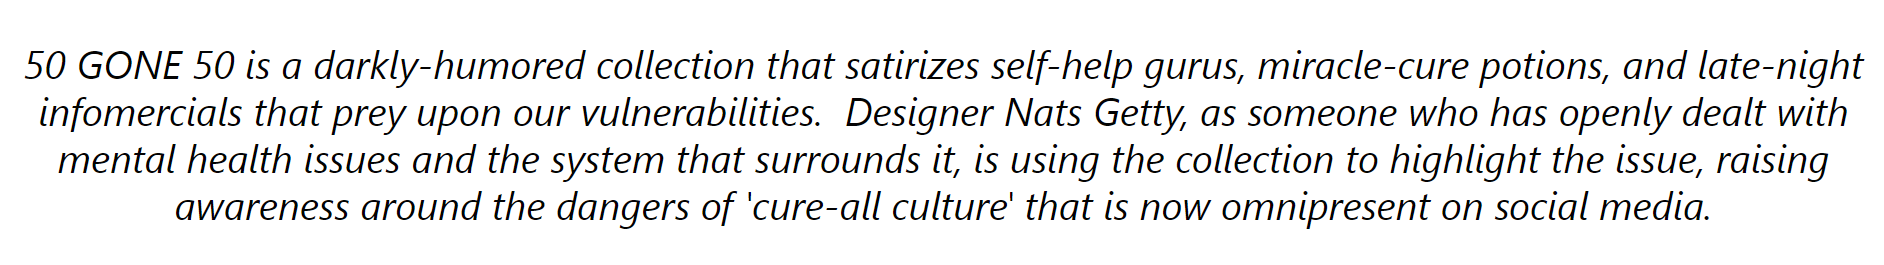 50 GONE 50 is a darkly-humored collection that satirizes self-help gurus, miracle-cure potions, and late-night
infomercials that prey upon our vulnerabilities.  Designer Nats Getty, as someone who has openly dealt with
mental health issues and the system that surrounds it, is using the collection to highlight the issue, raising
awareness around the dangers of 'cure-all culture' that is now omnipresent on social media.